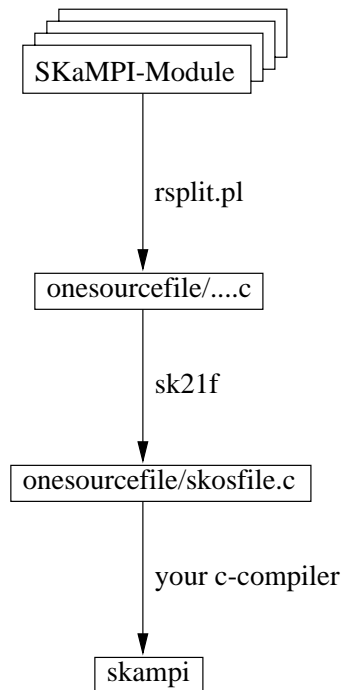 SKaMPI-Module
rsplit.pl
onesourcefile/....c
sk21f
onesourcefile/skosfile.c
your c-compiler
skampi